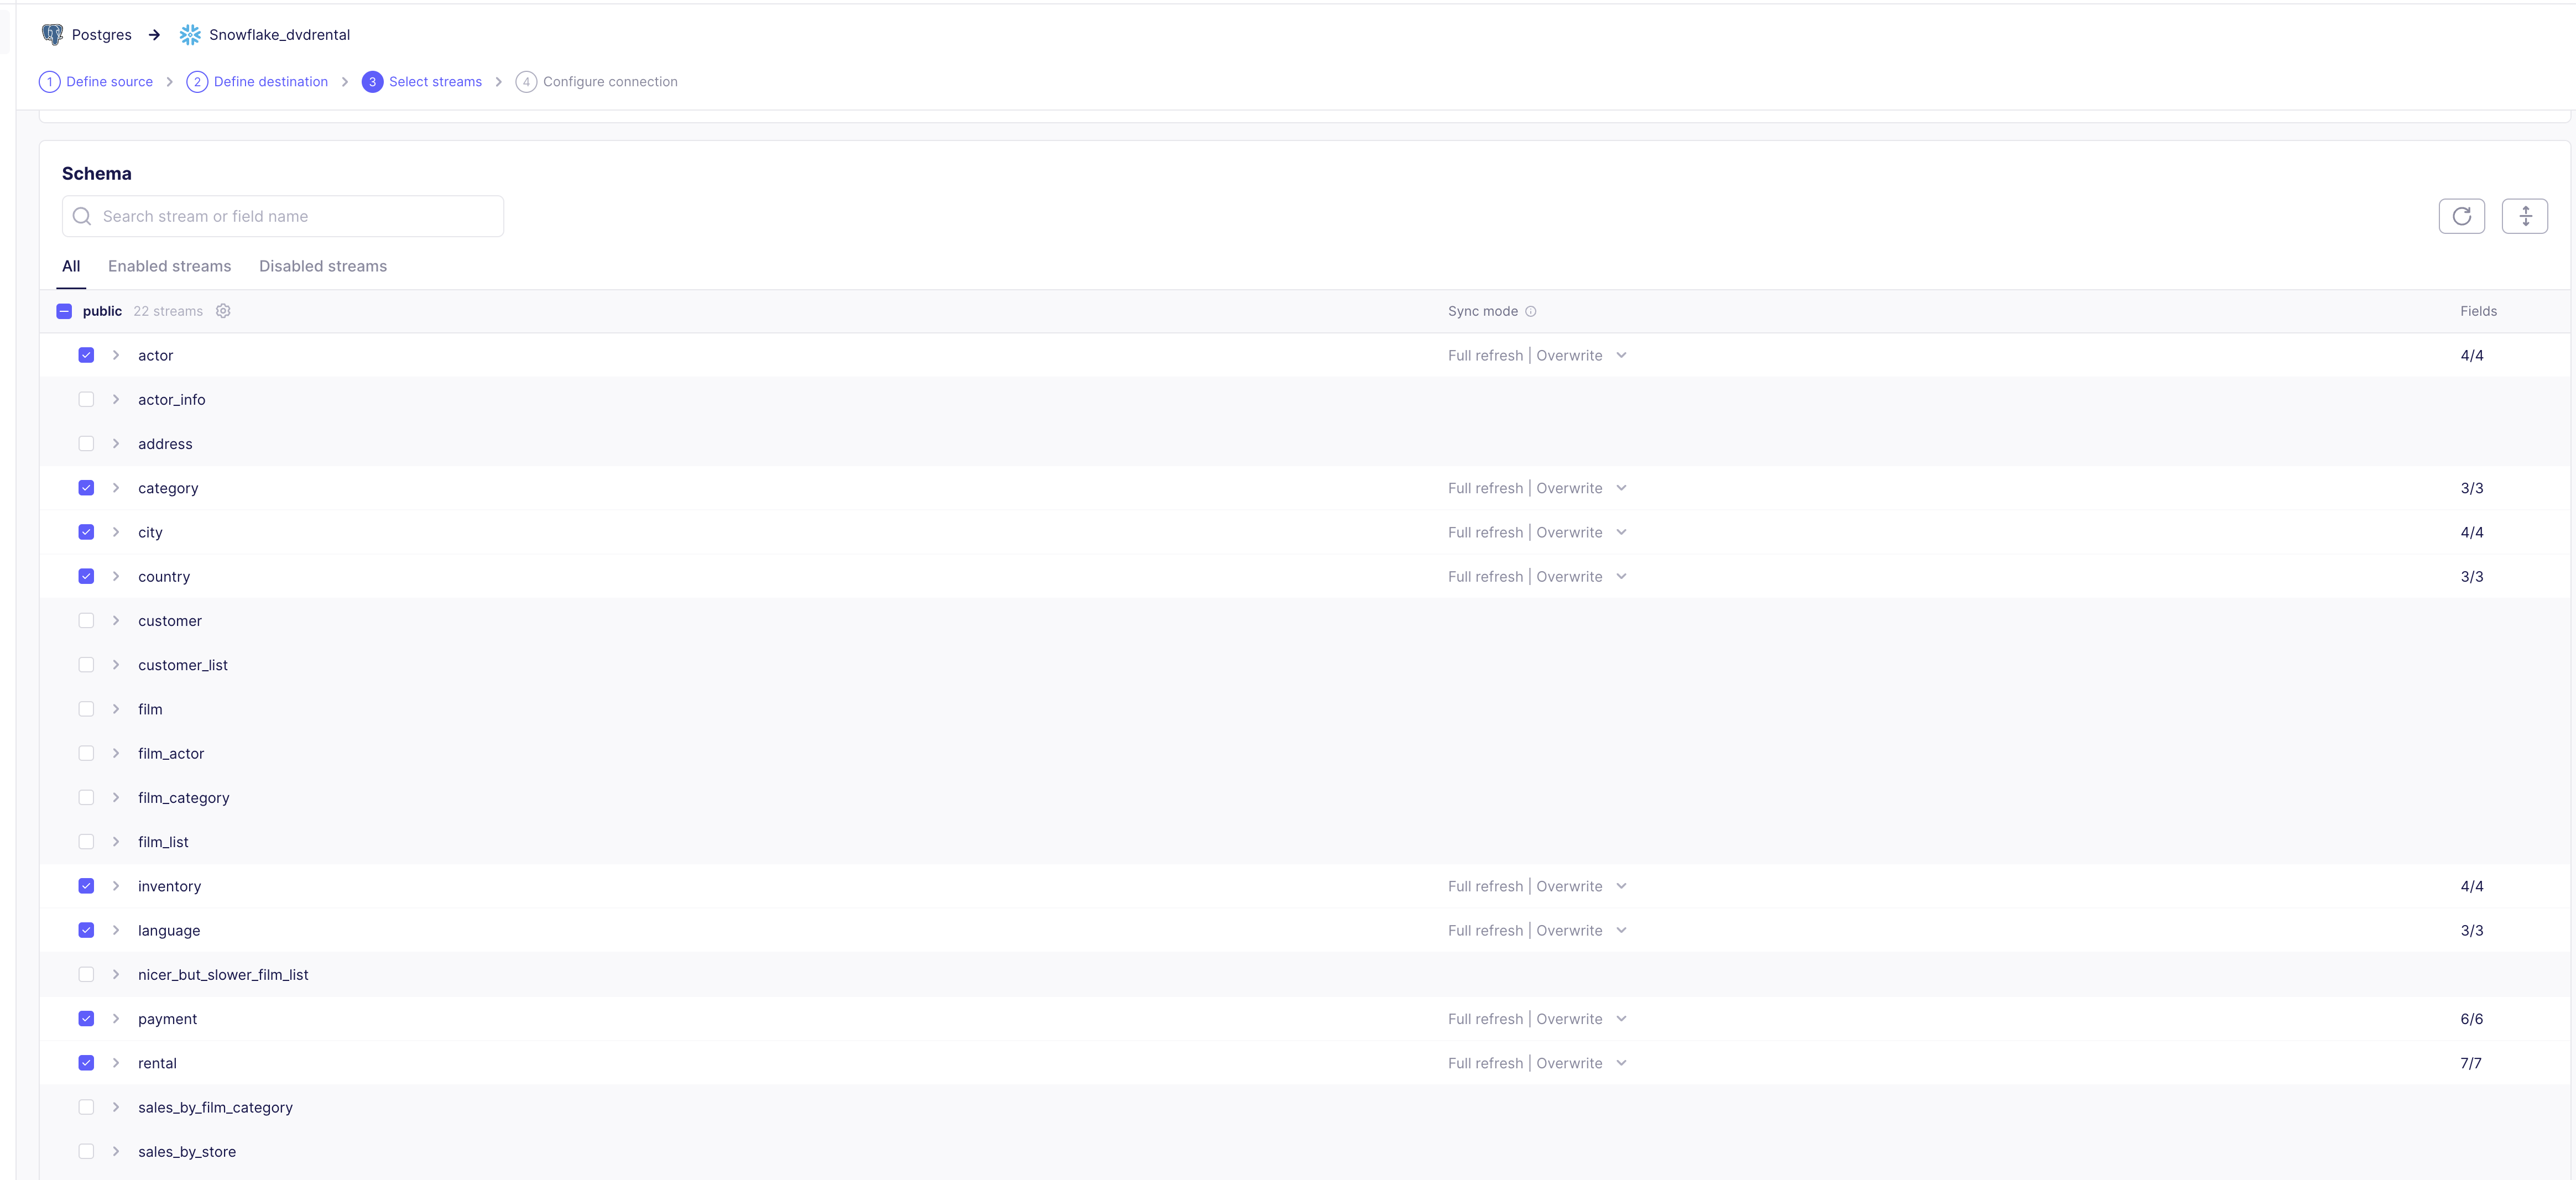 Postgres → Snowflake_dvdrental
1 Define source > 2 Define destination > 3 Select streams > 4 Configure connection
Schema
Search stream or field name
All Enabled streams Disabled streams
public 22 streams Sync mode Fields
actor Full refresh | Overwrite 4/4
actor_info
address
category Full refresh | Overwrite 3/3
city Full refresh | Overwrite 4/4
country Full refresh | Overwrite 3/3
customer
customer_list
film
film_actor
film_category
film_list
inventory Full refresh | Overwrite 4/4
language Full refresh | Overwrite 3/3
nicer_but_slower_film_list
payment Full refresh | Overwrite 6/6
rental Full refresh | Overwrite 7/7
sales_by_film_category
sales_by_store